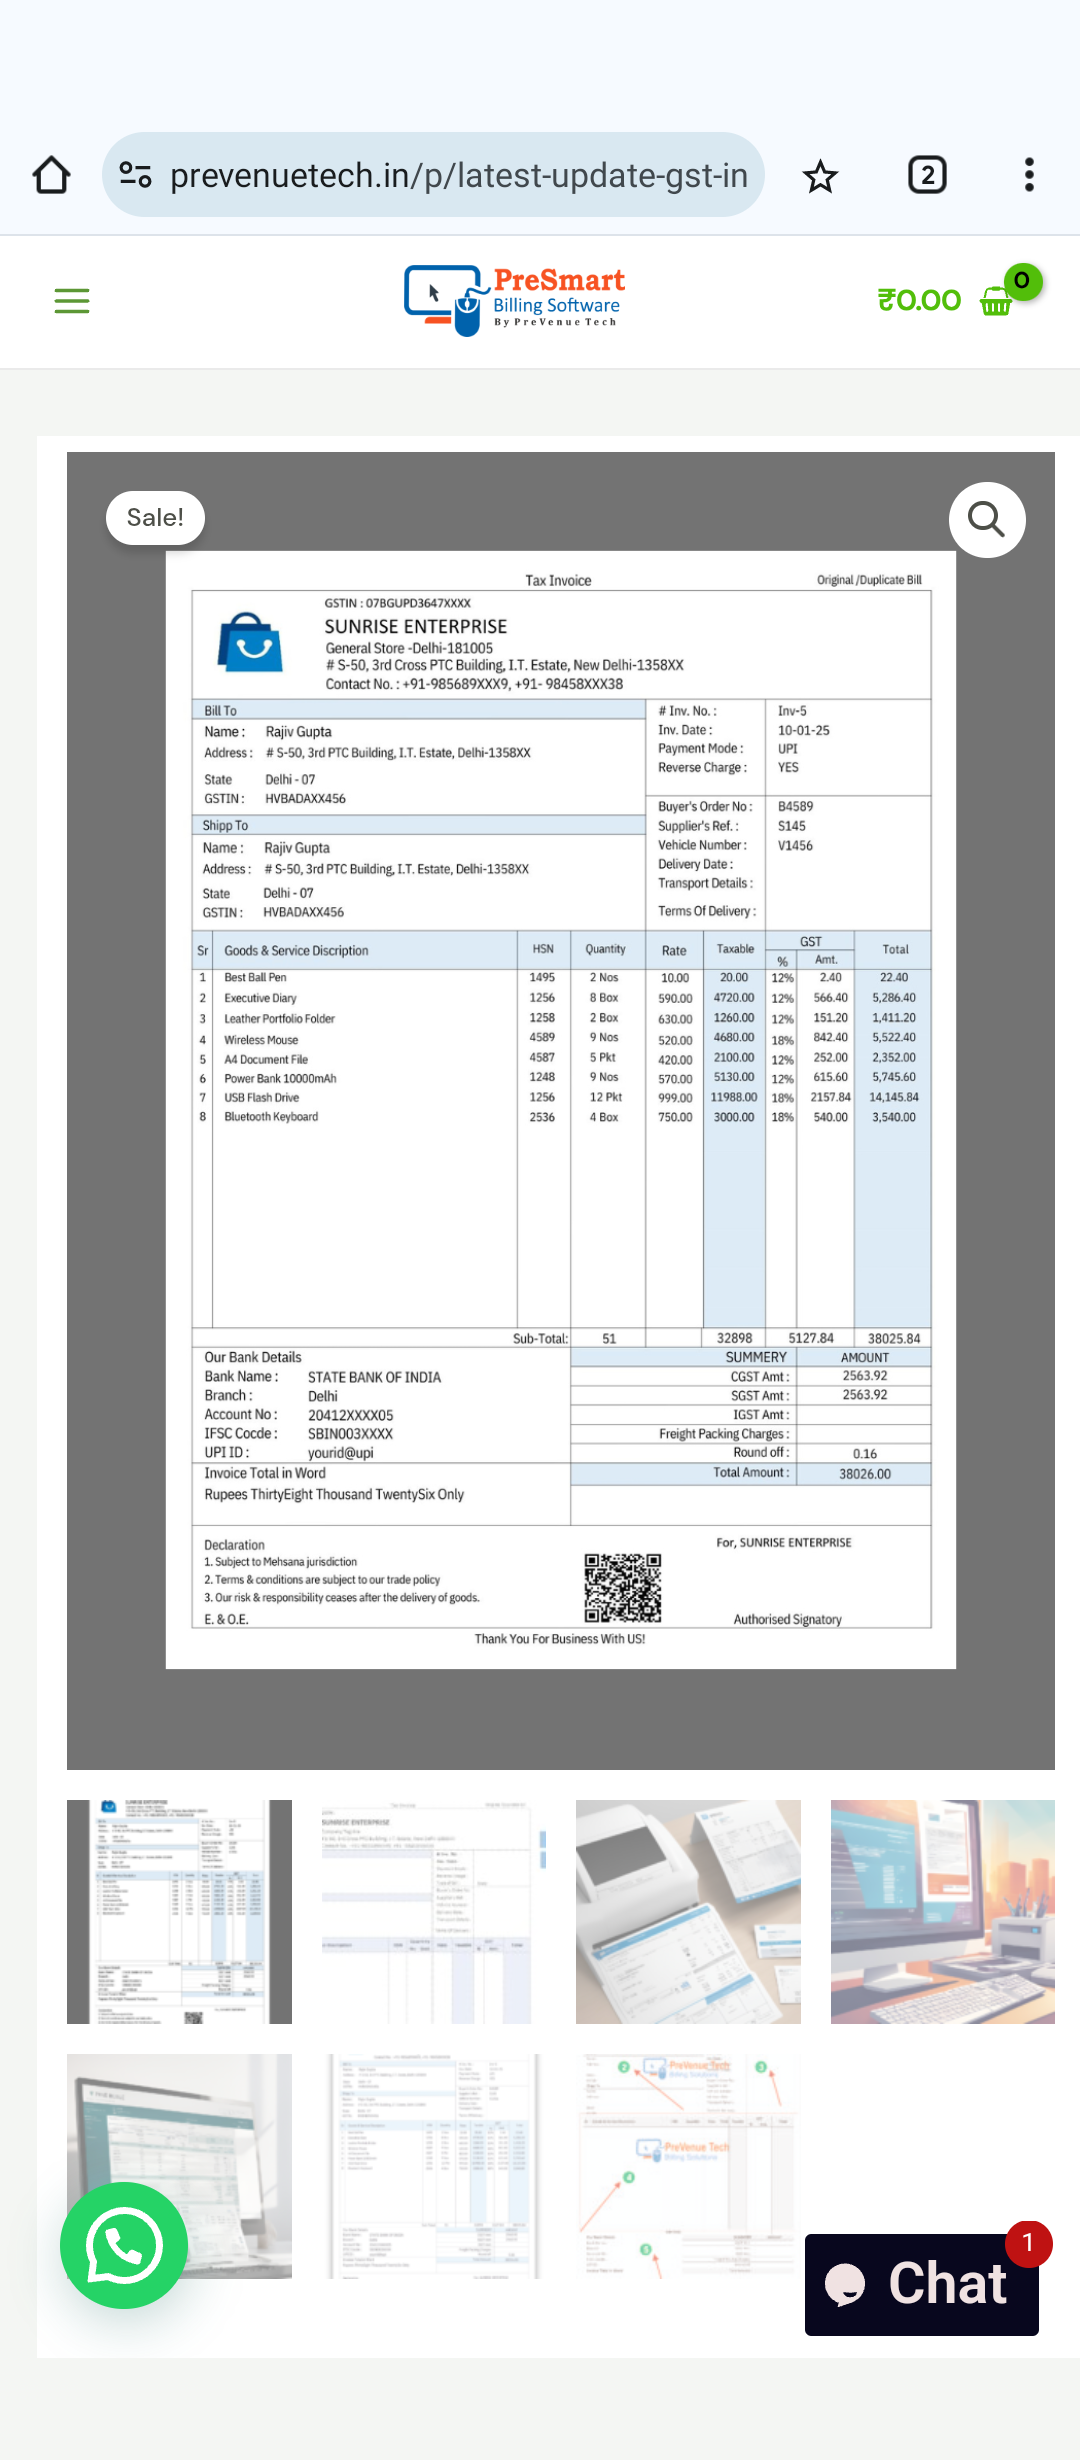 prevenuetech.in/p/latest-update-gst-in
2
PreSmart
Billing Software
By PreVenue Tech
₹0.00
0
Sale!
Tax Invoice
Original /Duplicate Bill
GSTIN : 07BGUPD3647XXXX
SUNRISE ENTERPRISE
General Store -Delhi-181005
# S-50, 3rd Cross PTC Building, I.T. Estate, New Delhi-1358XX
Contact No. : +91-985689XXX9, +91- 98458XXX38
Bill To
Name : Rajiv Gupta
Address : # S-50, 3rd PTC Building, I.T. Estate, Delhi-1358XX
State Delhi - 07
GSTIN : HVBADAXX456
Shipp To
Name : Rajiv Gupta
Address : # S-50, 3rd PTC Building, I.T. Estate, Delhi-1358XX
State Delhi - 07
GSTIN : HVBADAXX456
# Inv. No. : Inv-5
Inv. Date : 10-01-25
Payment Mode : UPI
Reverse Charge : YES
Buyer's Order No : B4589
Supplier's Ref. : S145
Vehicle Number : V1456
Delivery Date :
Transport Details :
Terms Of Delivery :
Sr Goods & Service Discription HSN Quantity Rate Taxable GST % Amt. Total
1 Best Ball Pen 1495 2 Nos 10.00 20.00 12% 2.40 22.40
2 Executive Diary 1256 8 Box 590.00 4720.00 12% 566.40 5,286.40
3 Leather Portfolio Folder 1258 2 Box 630.00 1260.00 12% 151.20 1,411.20
4 Wireless Mouse 4589 9 Nos 520.00 4680.00 18% 842.40 5,522.40
5 A4 Document File 4587 5 Pkt 420.00 2100.00 12% 252.00 2,352.00
6 Power Bank 10000mAh 1248 9 Nos 570.00 5130.00 12% 615.60 5,745.60
7 USB Flash Drive 1256 12 Pkt 999.00 11988.00 18% 2157.84 14,145.84
8 Bluetooth Keyboard 2536 4 Box 750.00 3000.00 18% 540.00 3,540.00
Sub-Total: 51 32898 5127.84 38025.84
Our Bank Details
Bank Name : STATE BANK OF INDIA
Branch : Delhi
Account No : 20412XXXX05
IFSC Cocde : SBIN003XXXX
UPI ID : yourid@upi
SUMMERY AMOUNT
CGST Amt : 2563.92
SGST Amt : 2563.92
IGST Amt :
Freight Packing Charges :
Round off : 0.16
Total Amount : 38026.00
Invoice Total in Word
Rupees ThirtyEight Thousand TwentySix Only
Declaration
1. Subject to Mehsana jurisdiction
2. Terms & conditions are subject to our trade policy
3. Our risk & responsibility ceases after the delivery of goods.
E. & O.E.
For, SUNRISE ENTERPRISE
Authorised Signatory
Thank You For Business With US!
SUNRISE ENTERPRISE
2
PreVenue Tech
Billing Solutions
3
PreVenue Tech
Billing Solutions
4
5
Chat
1